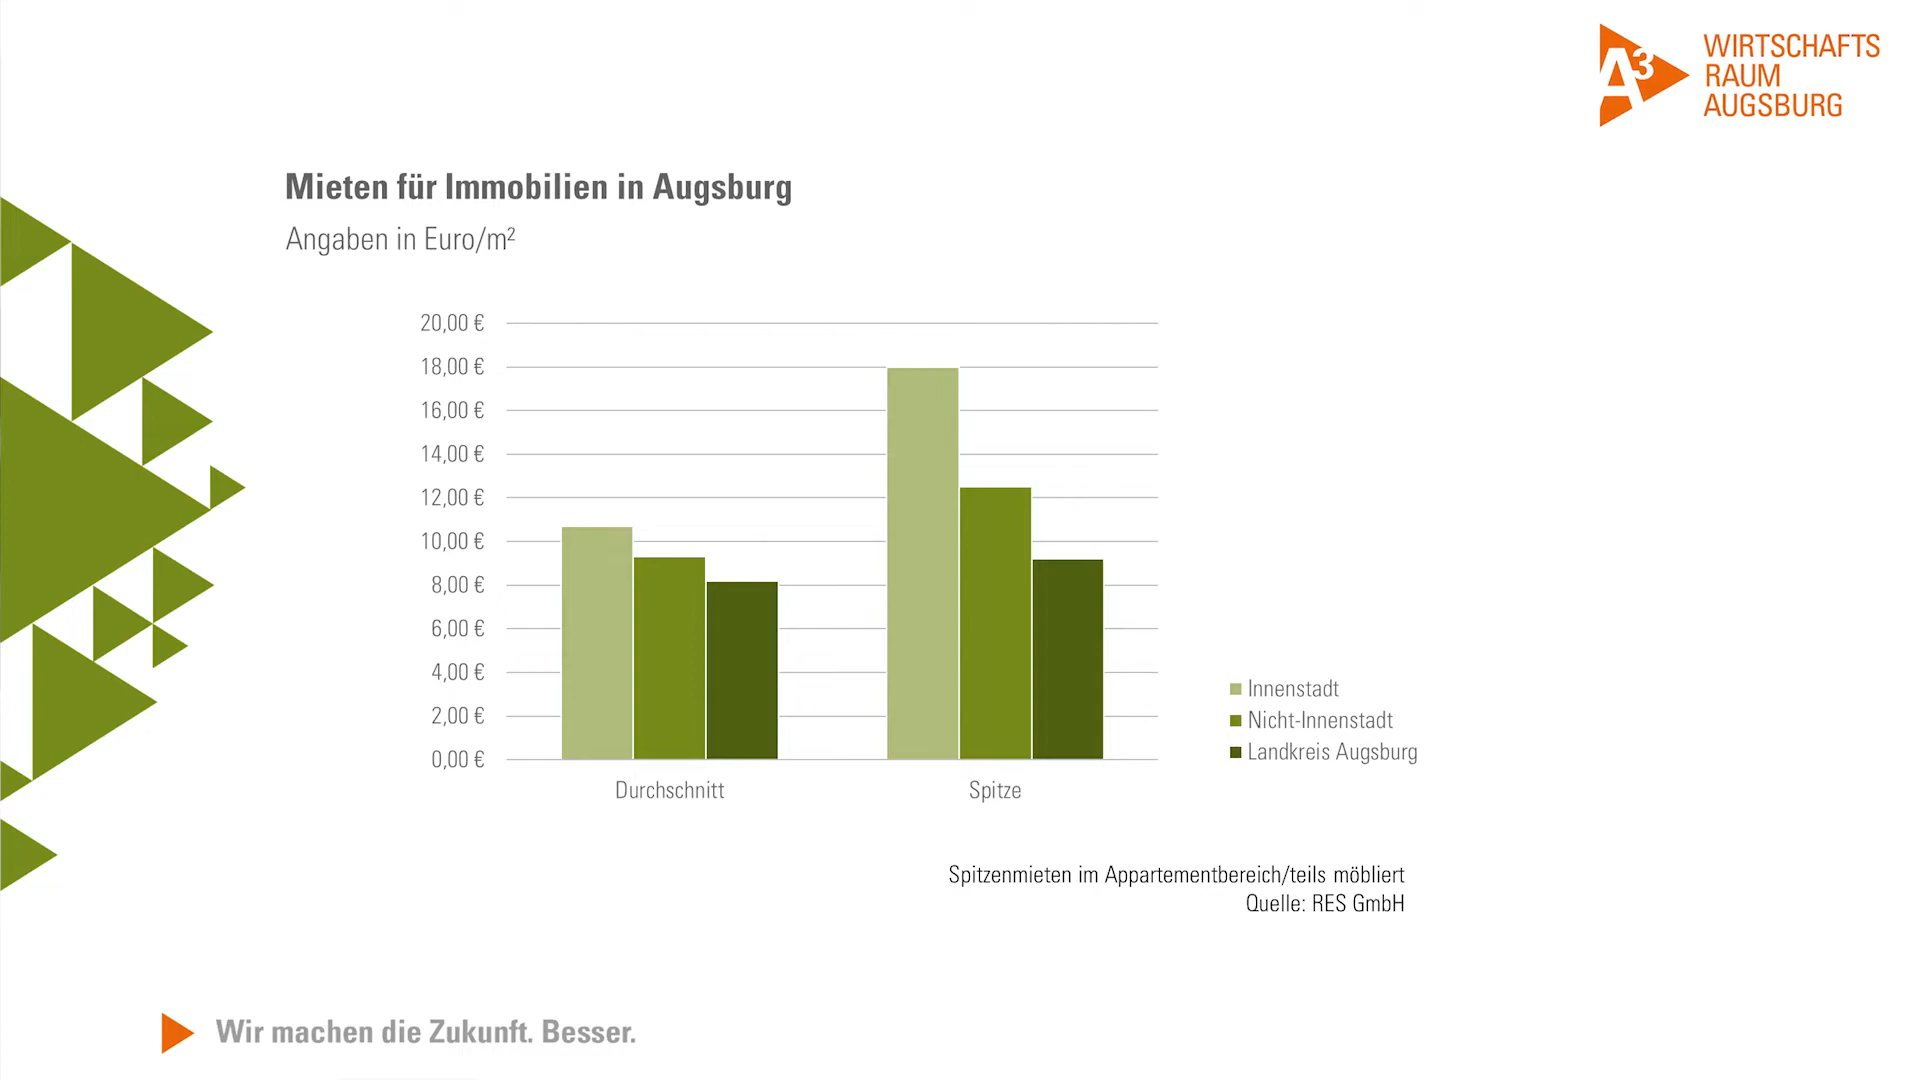 A3
WIRTSCHAFTS
RAUM
AUGSBURG
Mieten für Immobilien in Augsburg
Angaben in Euro/m²
20,00 €
18,00 €
16,00 €
14,00 €
12,00 €
10,00 €
8,00 €
6,00 €
4,00 €
2,00 €
0,00 €
Durchschnitt
Spitze
Innenstadt
Nicht-Innenstadt
Landkreis Augsburg
Spitzenmieten im Appartementbereich/teils möbliert
Quelle: RES GmbH
Wir machen die Zukunft. Besser.